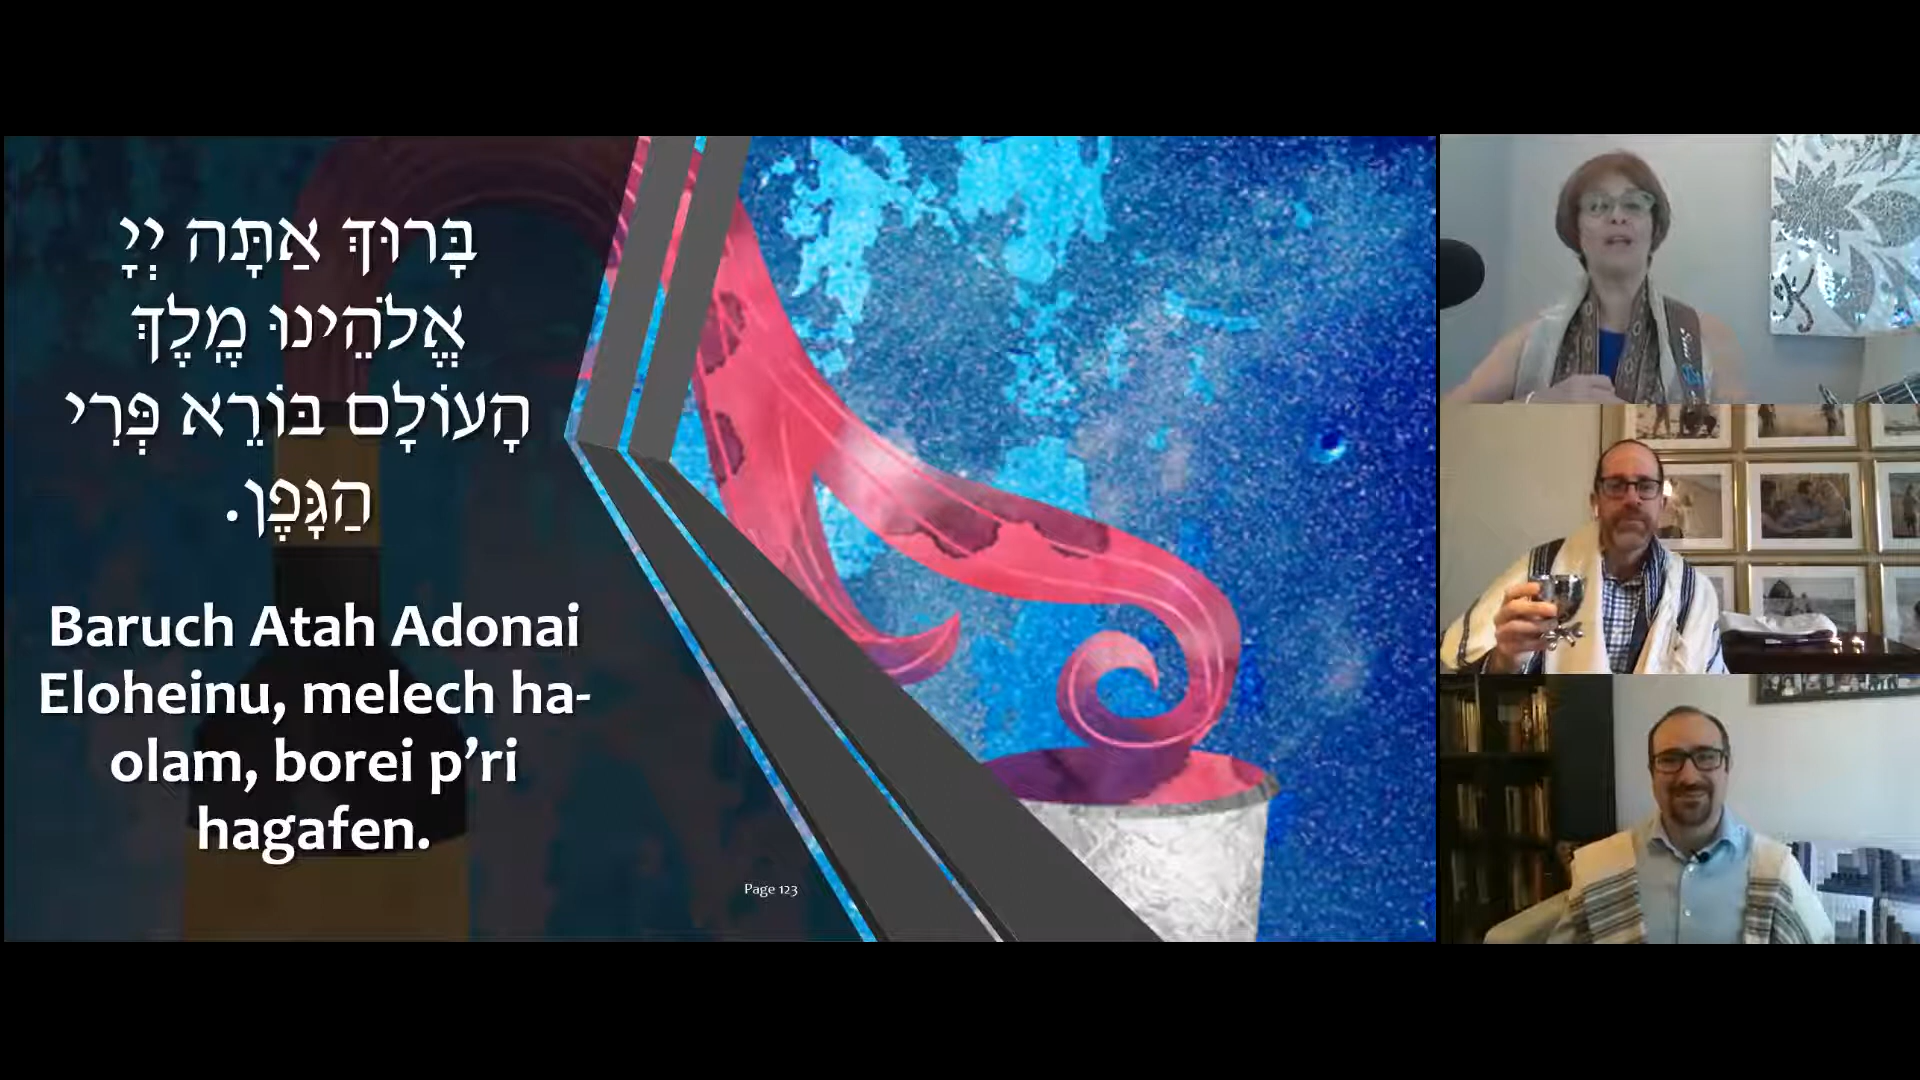 בָּרוּךְ אַתָּה יְיָ
אֱלֹהֵינוּ מֶֽלֶךְ
הָעוֹלָם בּוֹרֵא פְּרִי
הַגָּפֶן.
Baruch Atah Adonai
Eloheinu, melech ha-
olam, borei p’ri
hagafen.
Page 123